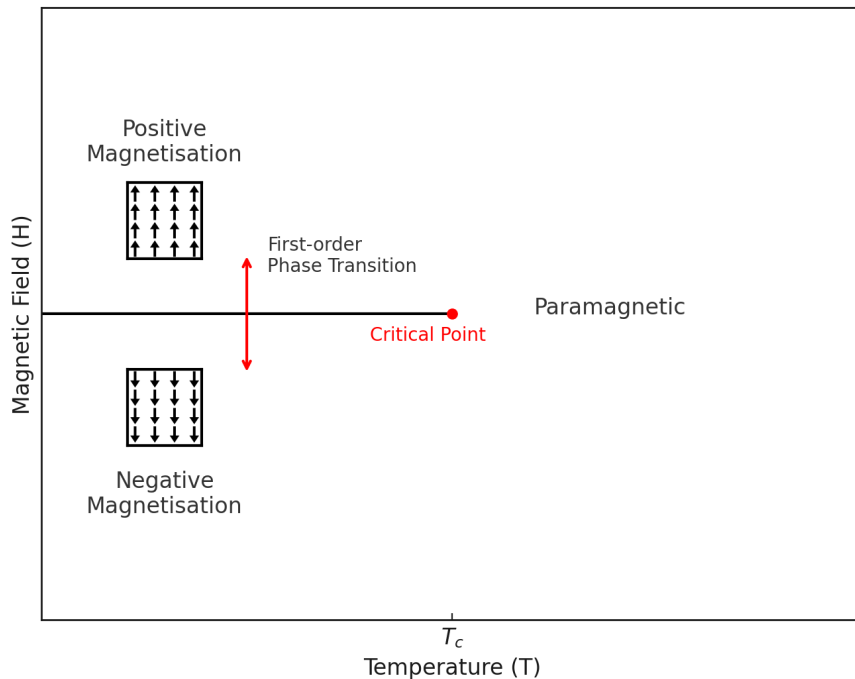 Positive
Magnetisation
First-order
Phase Transition
Magnetic Field (H)
Paramagnetic
Critical Point
Negative
Magnetisation
T_c
Temperature (T)